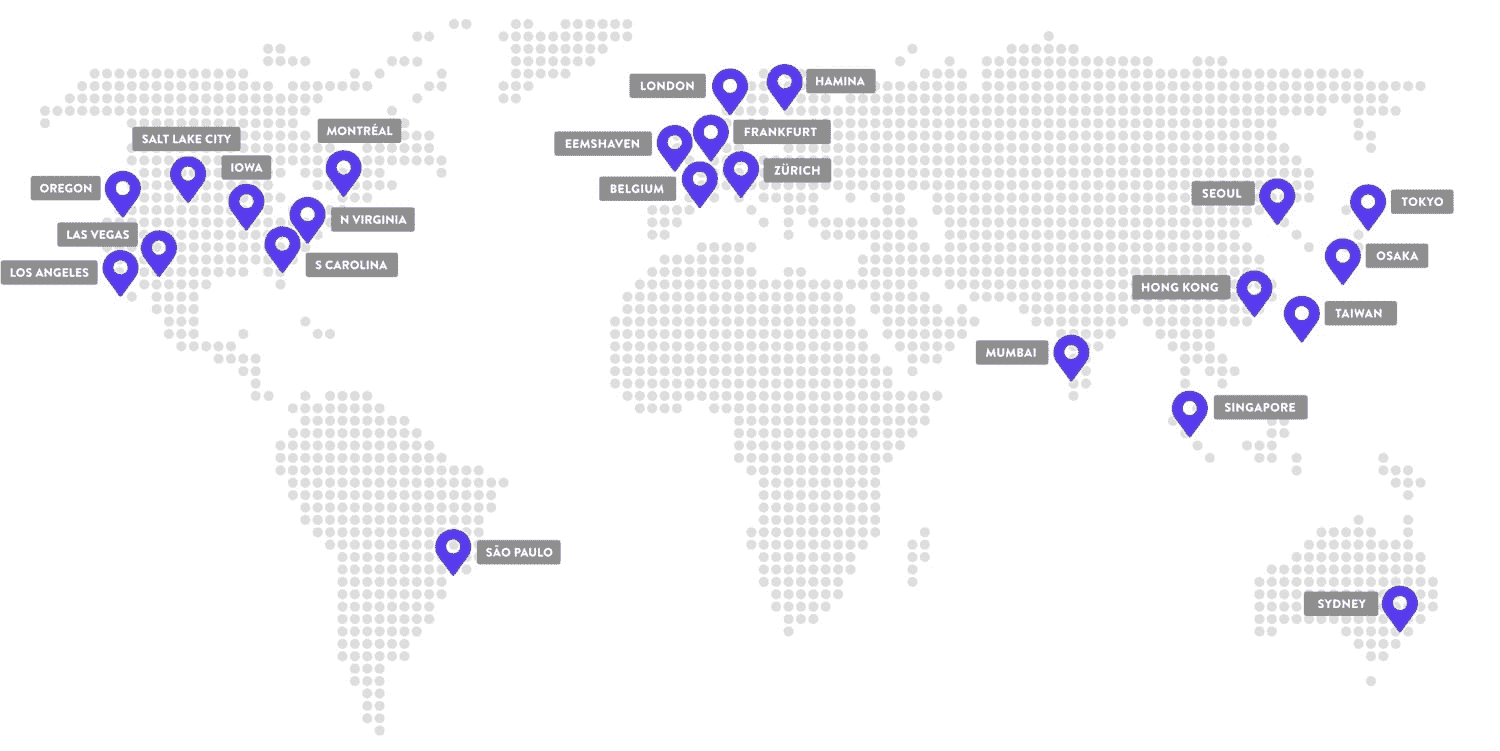 LONDON
HAMINA
MONTRÉAL
FRANKFURT
SALT LAKE CITY
EEMSHAVEN
IOWA
ZÜRICH
OREGON
BELGIUM
SEOUL
TOKYO
N VIRGINIA
LAS VEGAS
OSAKA
S CAROLINA
LOS ANGELES
HONG KONG
TAIWAN
MUMBAI
SINGAPORE
SÃO PAULO
SYDNEY